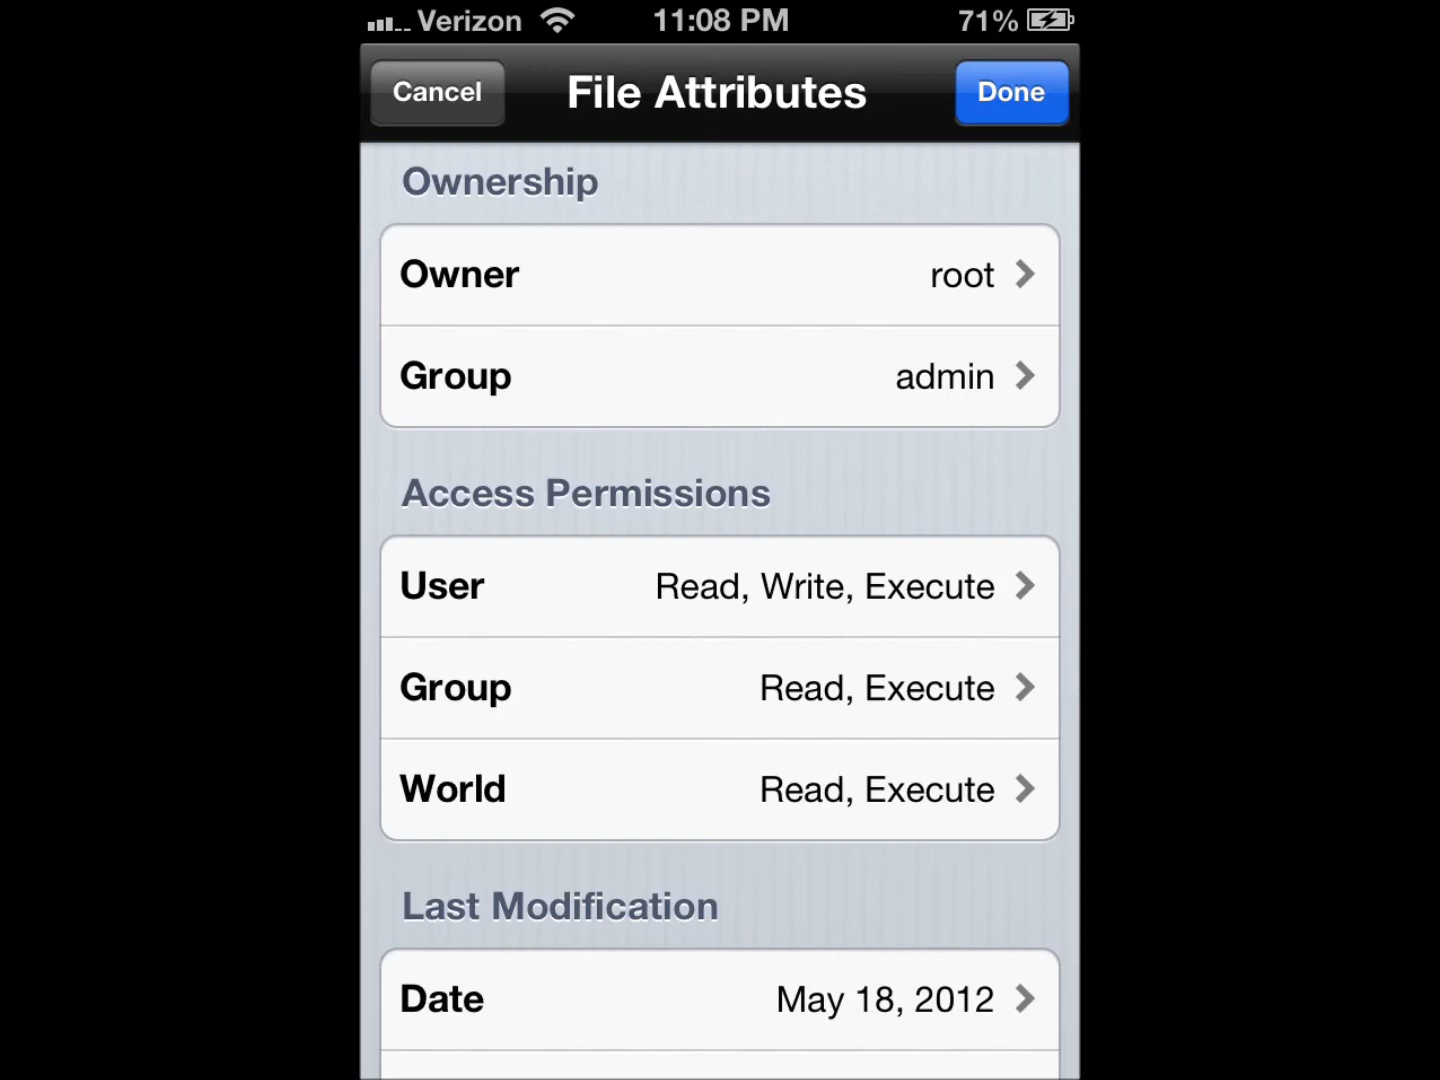 Verizon 11:08 PM 71%
Cancel File Attributes Done
Ownership
Owner root
Group admin
Access Permissions
User Read, Write, Execute
Group Read, Execute
World Read, Execute
Last Modification
Date May 18, 2012